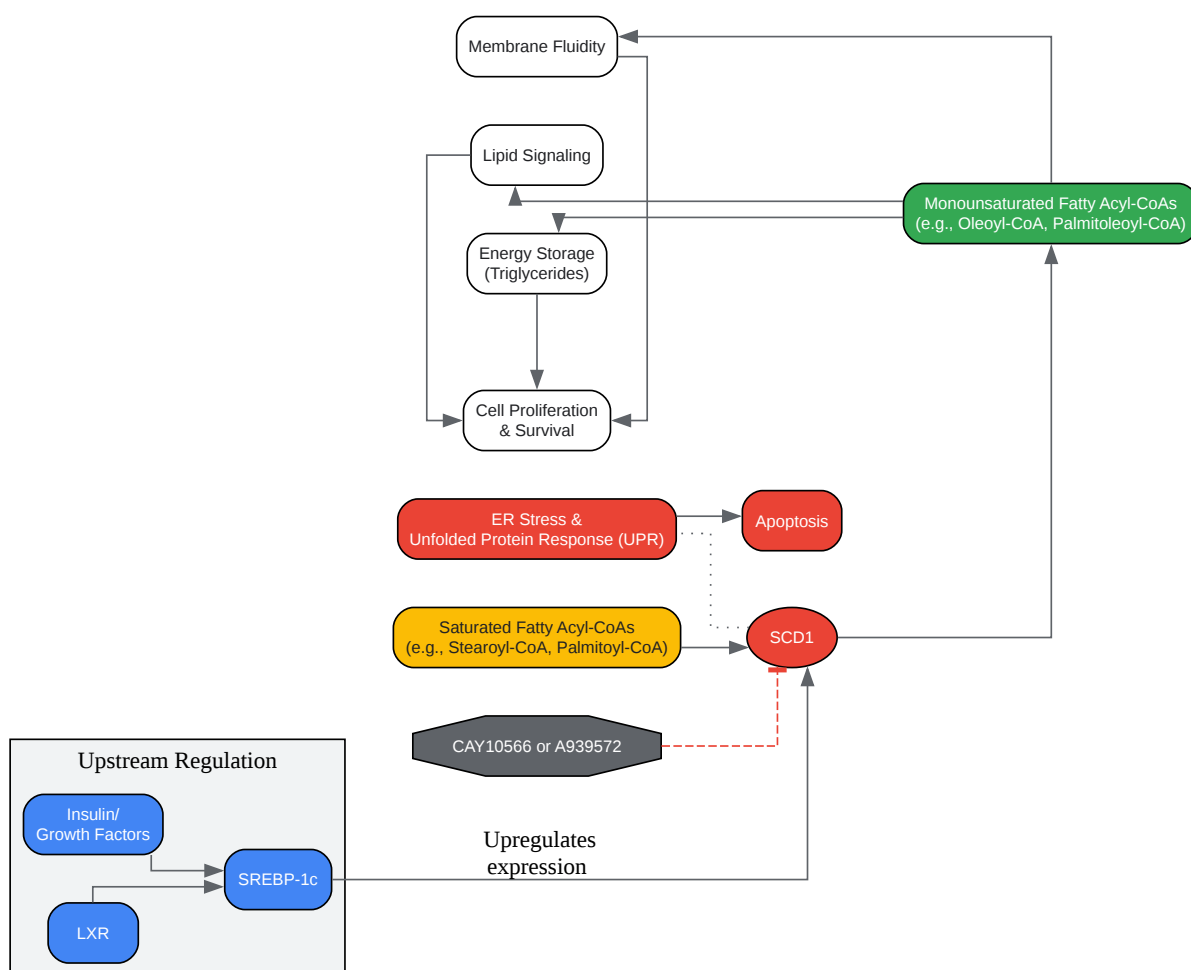 Membrane Fluidity
Lipid Signaling
Monounsaturated Fatty Acyl-CoAs
(e.g., Oleoyl-CoA, Palmitoleoyl-CoA)
Energy Storage
(Triglycerides)
Cell Proliferation
& Survival
ER Stress &
Unfolded Protein Response (UPR)
Apoptosis
Saturated Fatty Acyl-CoAs
(e.g., Stearoyl-CoA, Palmitoyl-CoA)
SCD1
CAY10566 or A939572
Upstream Regulation
Insulin/
Growth Factors
SREBP-1c
LXR
Upregulates
expression